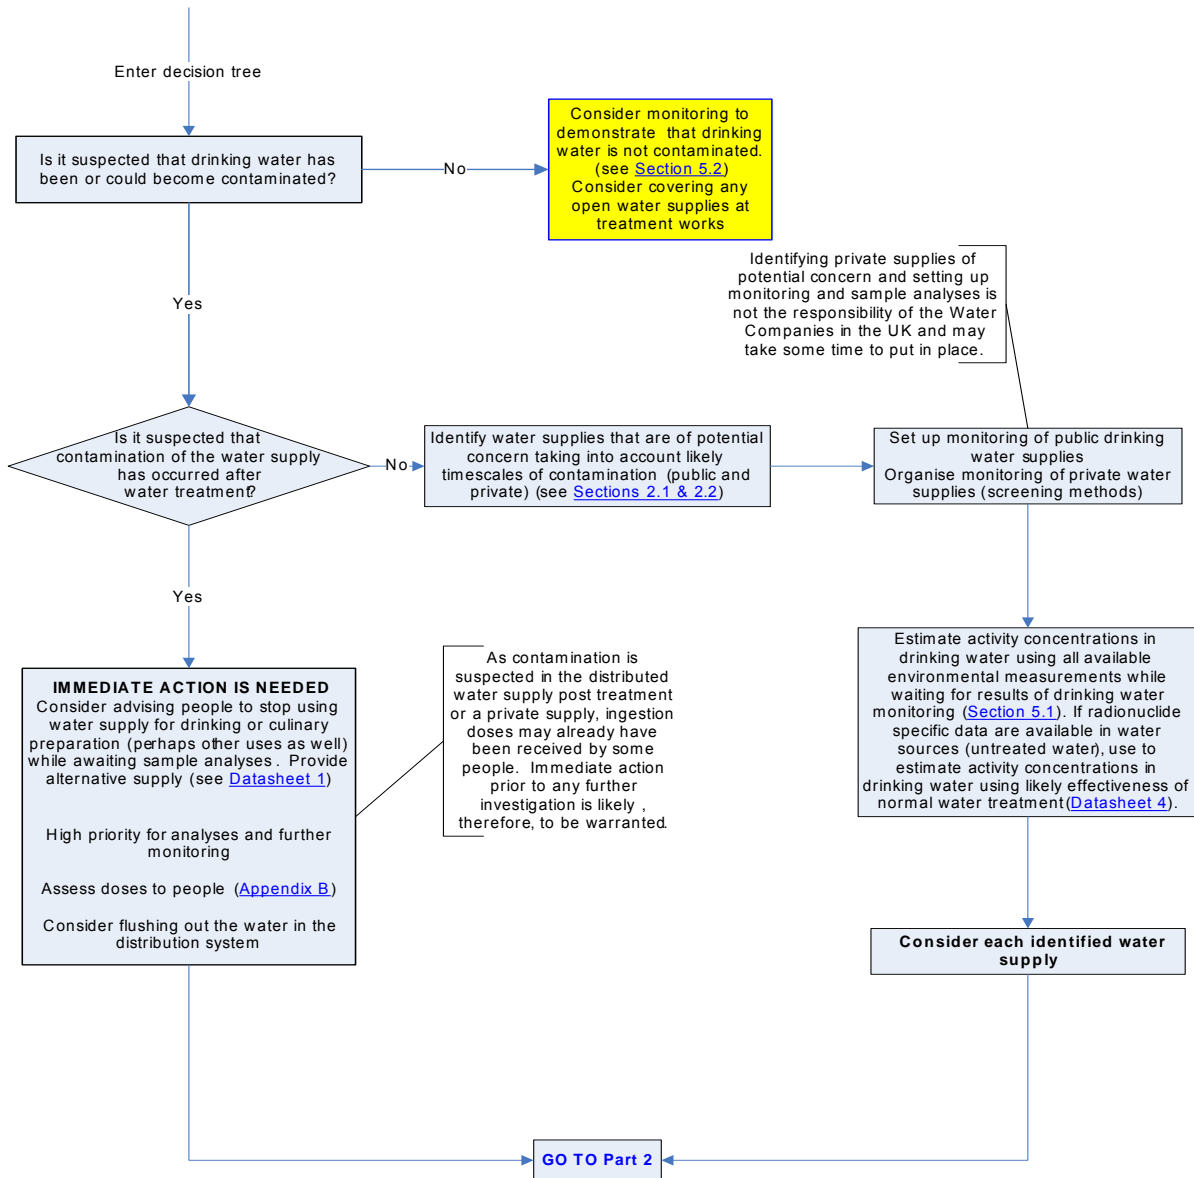 Enter decision tree
Is it suspected that drinking water has
been or could become contaminated?
No
Consider monitoring to
demonstrate that drinking
water is not contaminated.
(see Section 5.2)
Consider covering any
open water supplies at
treatment works
Yes
Identifying private supplies of
potential concern and setting up
monitoring and sample analyses is
not the responsibility of the Water
Companies in the UK and may
take some time to put in place.
Is it suspected that
contamination of the water supply
has occurred after
water treatment?
No
Identify water supplies that are of potential
concern taking into account likely
timescales of contamination (public and
private) (see Sections 2.1 & 2.2)
Set up monitoring of public drinking
water supplies
Organise monitoring of private water
supplies (screening methods)
Yes
IMMEDIATE ACTION IS NEEDED
Consider advising people to stop using
water supply for drinking or culinary
preparation (perhaps other uses as well)
while awaiting sample analyses. Provide
alternative supply (see Datasheet 1)
High priority for analyses and further
monitoring
Assess doses to people (Appendix B)
Consider flushing out the water in the
distribution system
As contamination is
suspected in the distributed
water supply post treatment
or a private supply, ingestion
doses may already have
been received by some
people. Immediate action
prior to any further
investigation is likely ,
therefore, to be warranted.
Estimate activity concentrations in
drinking water using all available
environmental measurements while
waiting for results of drinking water
monitoring (Section 5.1). If radionuclide
specific data are available in water
sources (untreated water), use to
estimate activity concentrations in
drinking water using likely effectiveness of
normal water treatment(Datasheet 4).
Consider each identified water
supply
GO TO Part 2